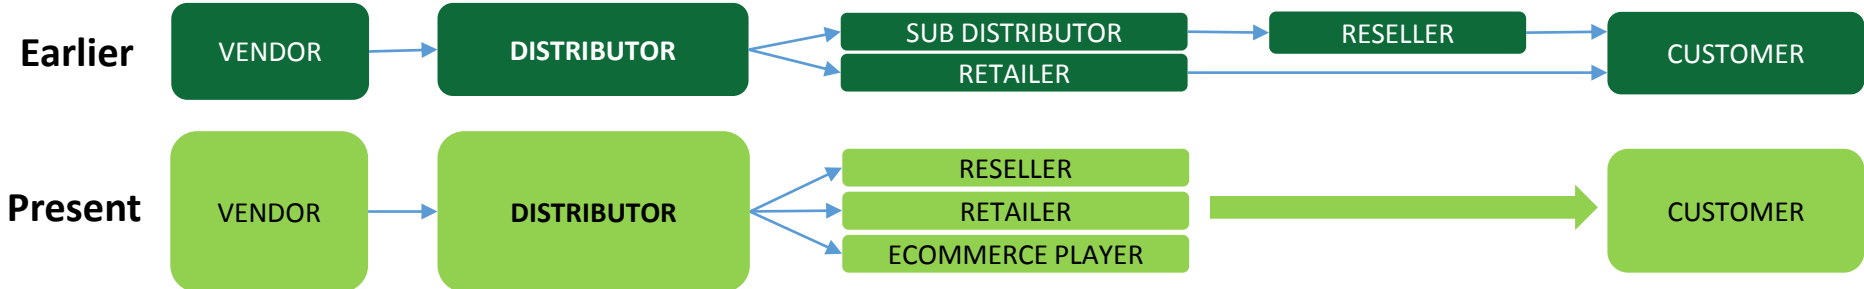 Earlier
VENDOR
DISTRIBUTOR
SUB DISTRIBUTOR
RETAILER
RESELLER
CUSTOMER
Present
VENDOR
DISTRIBUTOR
RESELLER
RETAILER
ECOMMERCE PLAYER
CUSTOMER